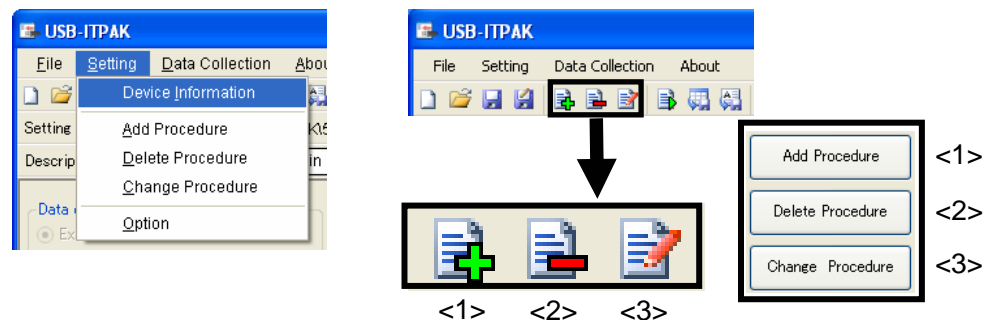 USB-ITPAK
File Setting Data Collection Abou
Device Information
Setting
Add Procedure
Descrip
Delete Procedure
in
Change Procedure
Data
Option
Ex
USB-ITPAK
File Setting Data Collection About
<1> <2> <3>
Add Procedure <1>
Delete Procedure <2>
Change Procedure <3>